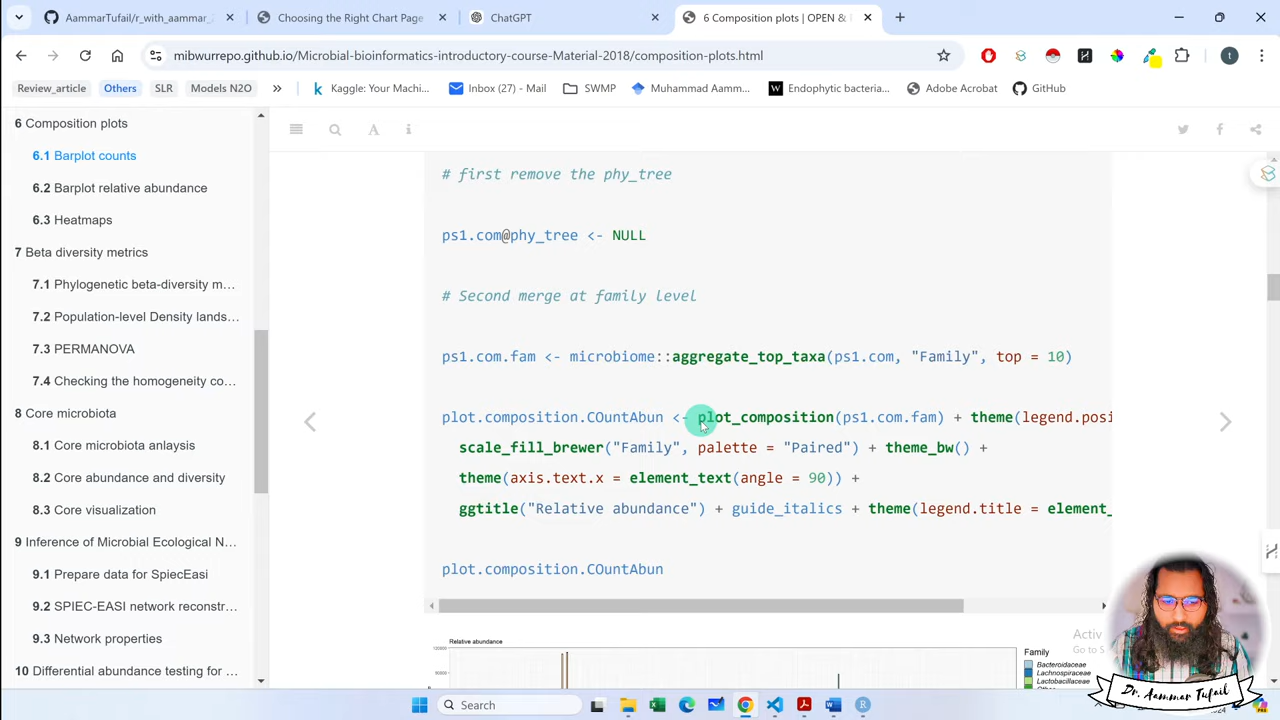 AammarTufail/r_with_aammar_
Choosing the Right Chart Page
ChatGPT
6 Composition plots | OPEN &
mibwurrepo.github.io/Microbial-bioinformatics-introductory-course-Material-2018/composition-plots.html
t
Review_article
Others
SLR
Models N2O
Kaggle: Your Machi...
Inbox (27) - Mail
SWMP
Muhammad Aamm...
Endophytic bacteria...
Adobe Acrobat
GitHub
6 Composition plots
6.1 Barplot counts
6.2 Barplot relative abundance
6.3 Heatmaps
7 Beta diversity metrics
7.1 Phylogenetic beta-diversity m...
7.2 Population-level Density lands...
7.3 PERMANOVA
7.4 Checking the homogeneity co...
8 Core microbiota
8.1 Core microbiota anlaysis
8.2 Core abundance and diversity
8.3 Core visualization
9 Inference of Microbial Ecological N...
9.1 Prepare data for SpiecEasi
9.2 SPIEC-EASI network reconstr...
9.3 Network properties
10 Differential abundance testing for ...
# first remove the phy_tree
ps1.com@phy_tree <- NULL
# Second merge at family level
ps1.com.fam <- microbiome::aggregate_top_taxa(ps1.com, "Family", top = 10)
plot.composition.COuntAbun <- plot_composition(ps1.com.fam) + theme(legend.posi
scale_fill_brewer("Family", palette = "Paired") + theme_bw() +
theme(axis.text.x = element_text(angle = 90)) +
ggtitle("Relative abundance") + guide_italics + theme(legend.title = element_
plot.composition.COuntAbun
Relative abundance
120000
90000
Family
Bacteroidaceae
Lachnospiraceae
Lactobacillaceae
Activ
Go to S
Search
Dr. Aammar Tufail